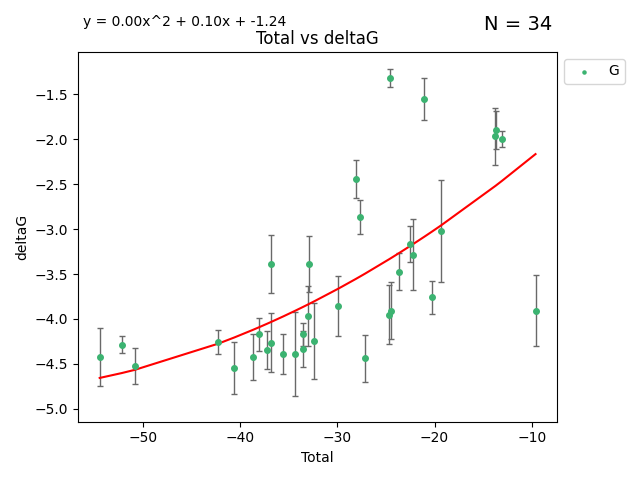 y = 0.00x^2 + 0.10x + -1.24
N = 34
Total vs deltaG
G
−1.5
−2.0
−2.5
−3.0
−3.5
−4.0
−4.5
−5.0
deltaG
−50 −40 −30 −20 −10
Total